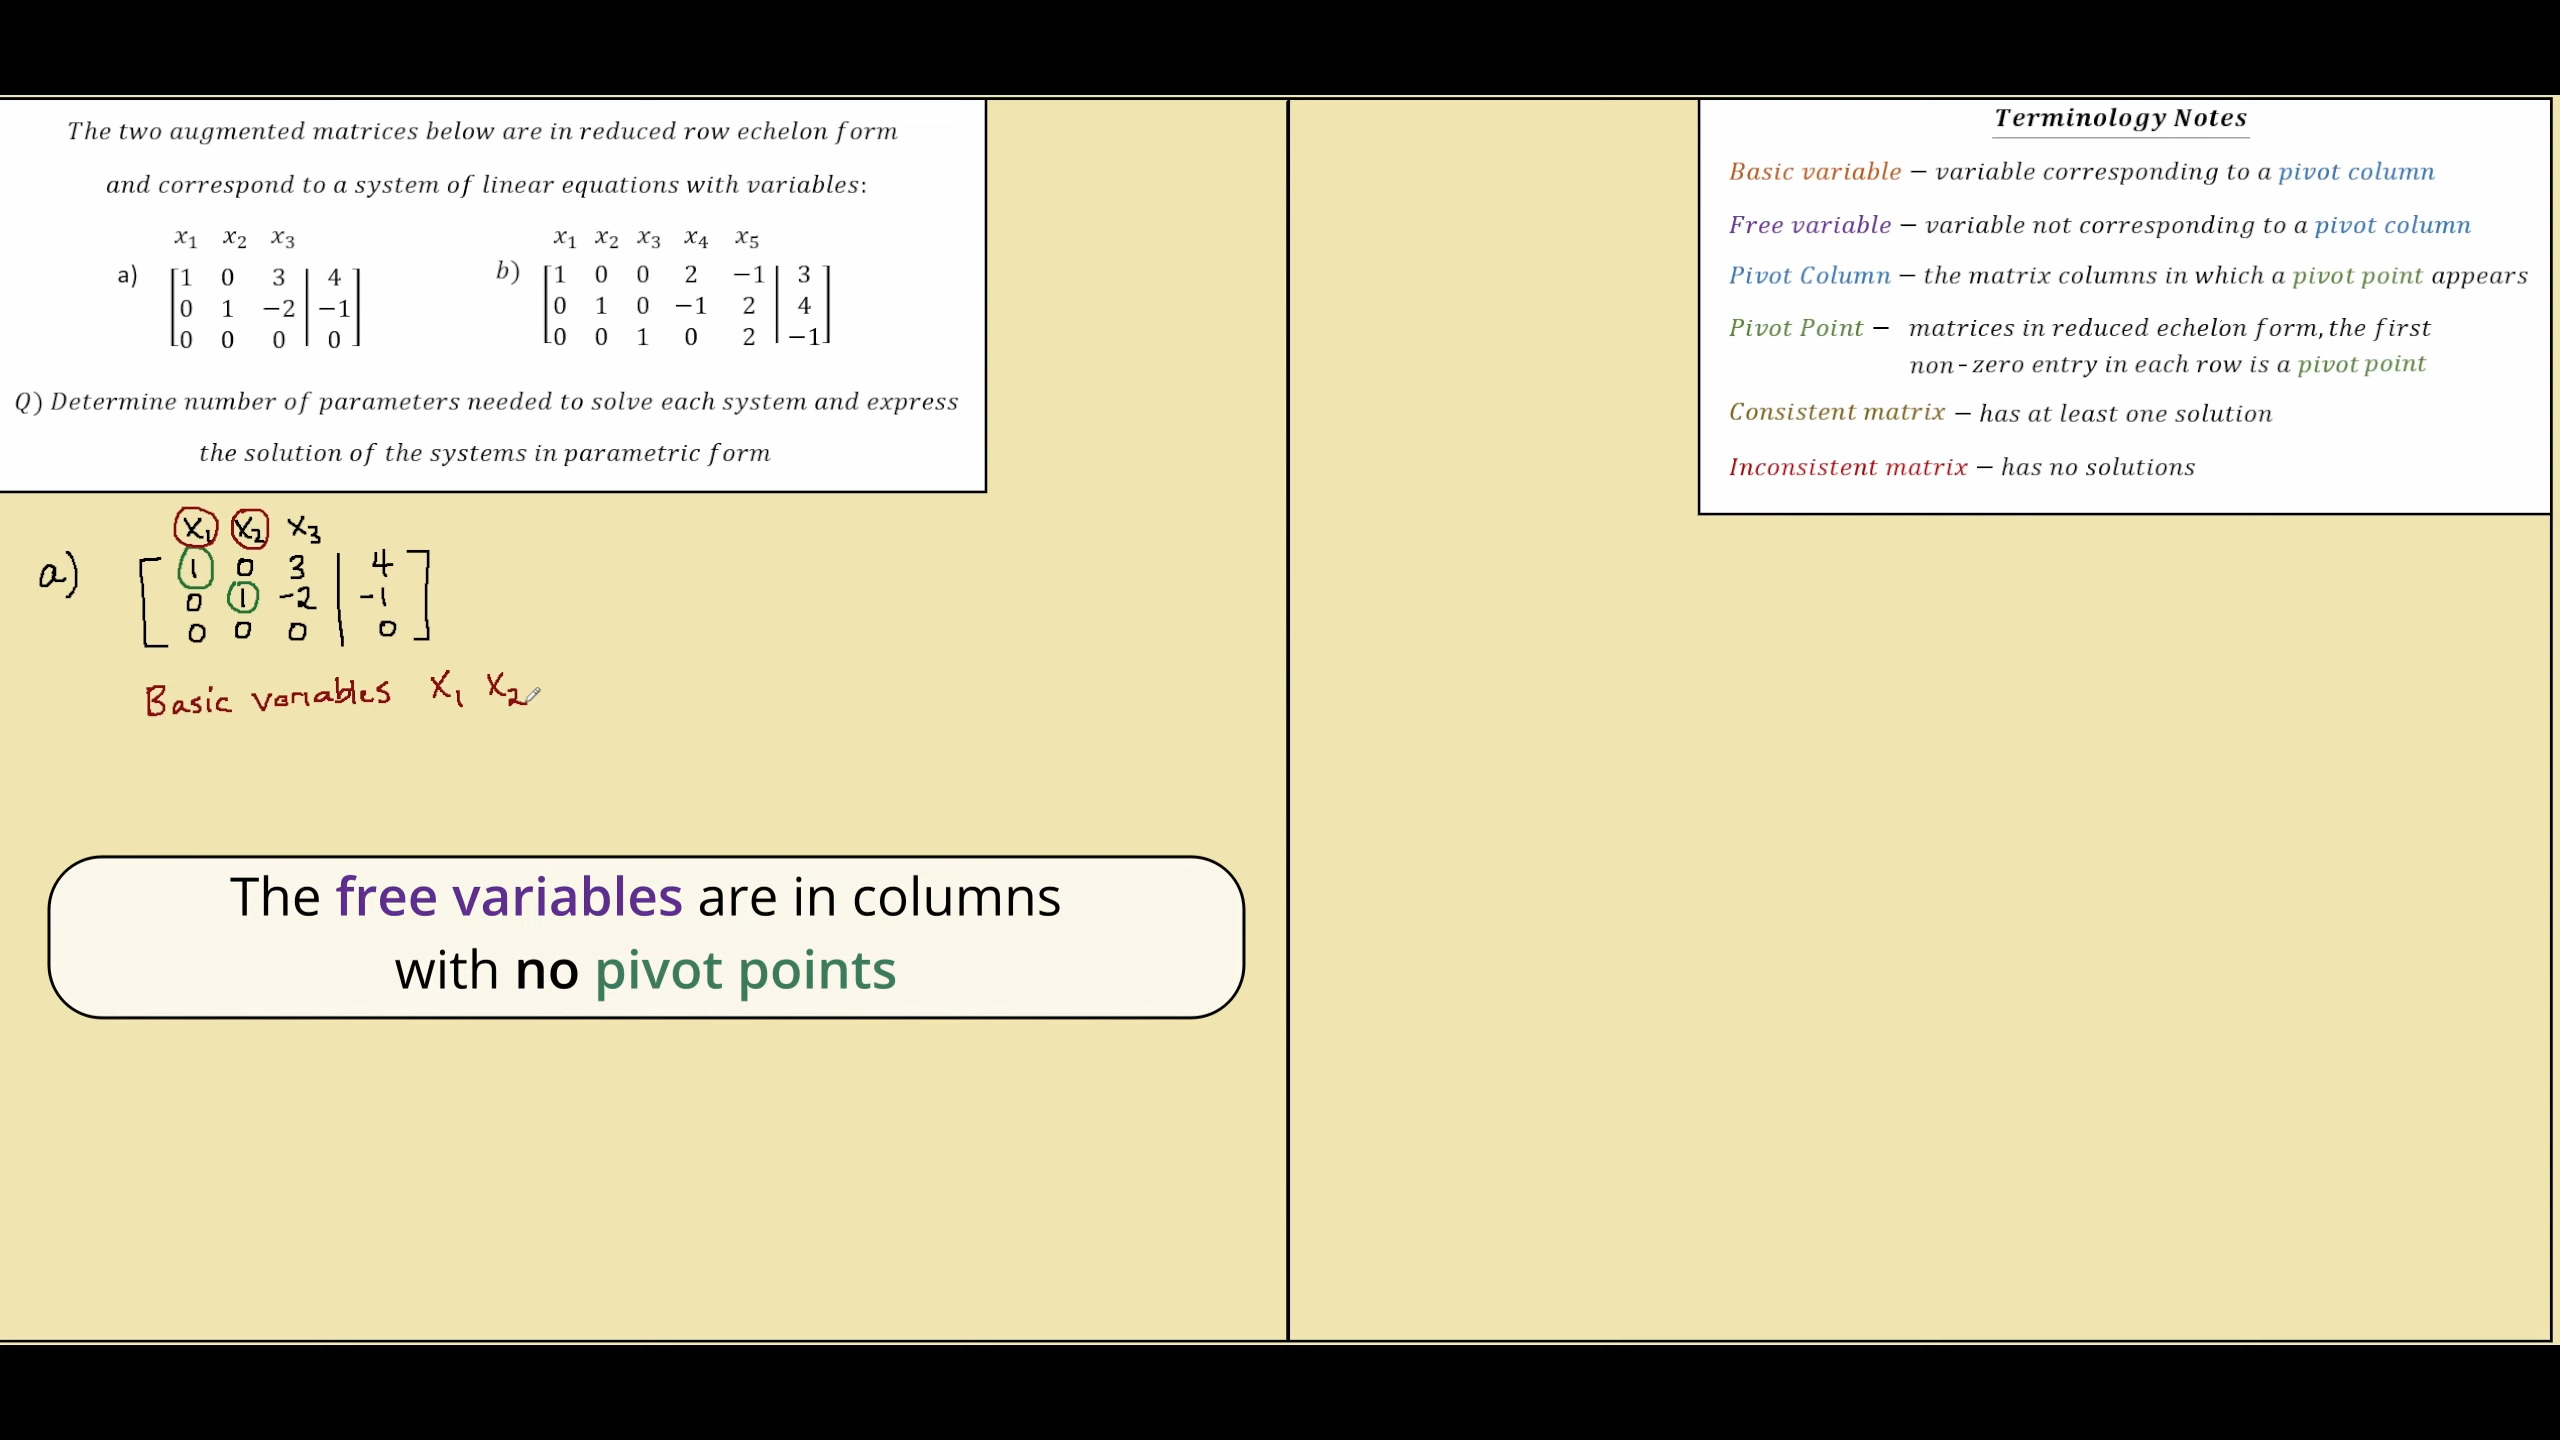 The two augmented matrices below are in reduced row echelon form
and correspond to a system of linear equations with variables:
x₁ x₂ x₃
a) [1 0 3 | 4]
[0 1 −2 | −1]
[0 0 0 | 0]
x₁ x₂ x₃ x₄ x₅
b) [1 0 0 2 −1 | 3]
[0 1 0 −1 2 | 4]
[0 0 1 0 2 | −1]
Q) Determine number of parameters needed to solve each system and express
the solution of the systems in parametric form
Terminology Notes
Basic variable − variable corresponding to a pivot column
Free variable − variable not corresponding to a pivot column
Pivot Column − the matrix columns in which a pivot point appears
Pivot Point − matrices in reduced echelon form, the first
non-zero entry in each row is a pivot point
Consistent matrix − has at least one solution
Inconsistent matrix − has no solutions
x₁ x₂ x₃
a) [1 0 3 | 4]
[0 1 -2 | -1]
[0 0 0 | 0]
Basic variables x₁ x₂
The free variables are in columns
with no pivot points